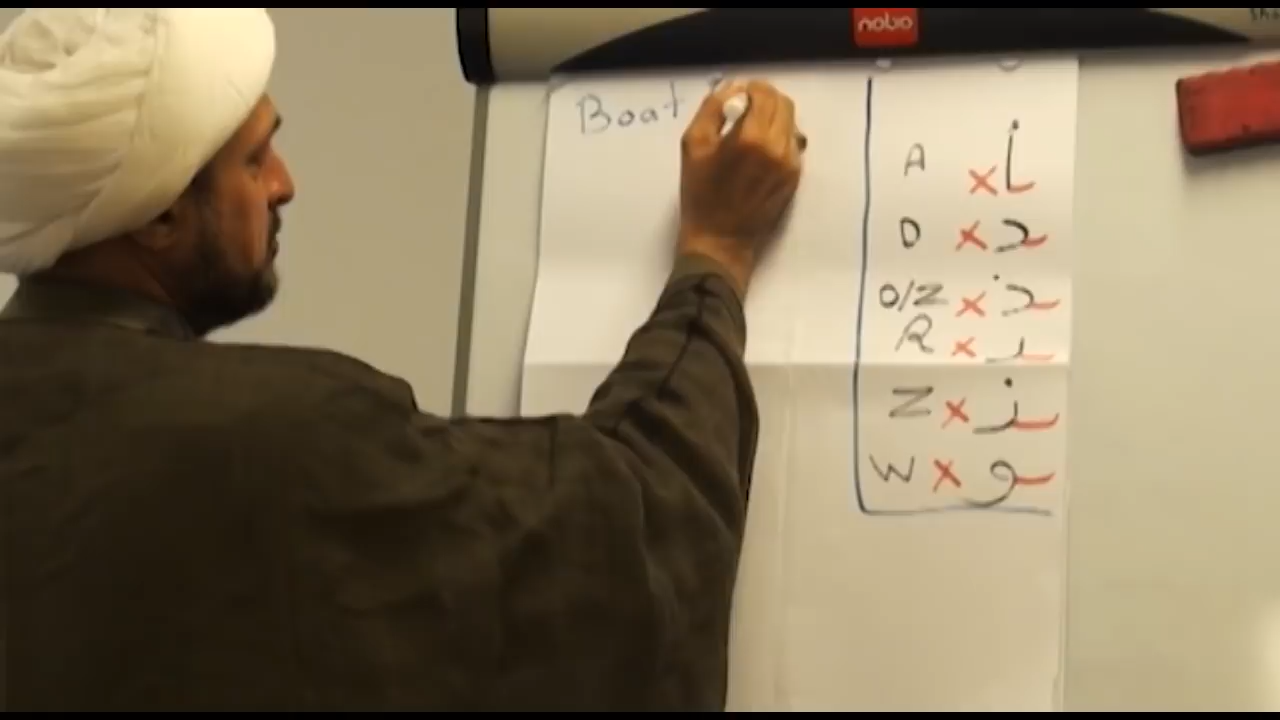 nobo
Boat
A × أ
D × د
D/Z × ذ
R × ر
Z × ز
W × و